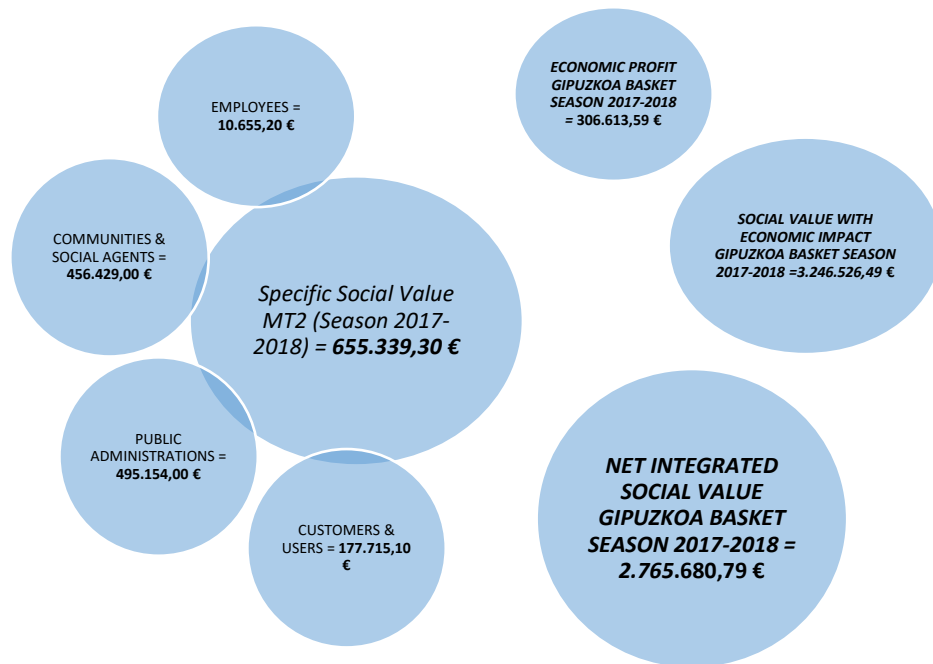 EMPLOYEES =
10.655,20 €
COMMUNITIES &
SOCIAL AGENTS =
456.429,00 €
Specific Social Value
MT2 (Season 2017-
2018) = 655.339,30 €
PUBLIC
ADMINISTRATIONS =
495.154,00 €
CUSTOMERS &
USERS = 177.715,10
€
ECONOMIC PROFIT
GIPUZKOA BASKET
SEASON 2017-2018
= 306.613,59 €
SOCIAL VALUE WITH
ECONOMIC IMPACT
GIPUZKOA BASKET SEASON
2017-2018 =3.246.526,49 €
NET INTEGRATED
SOCIAL VALUE
GIPUZKOA BASKET
SEASON 2017-2018 =
2.765.680,79 €